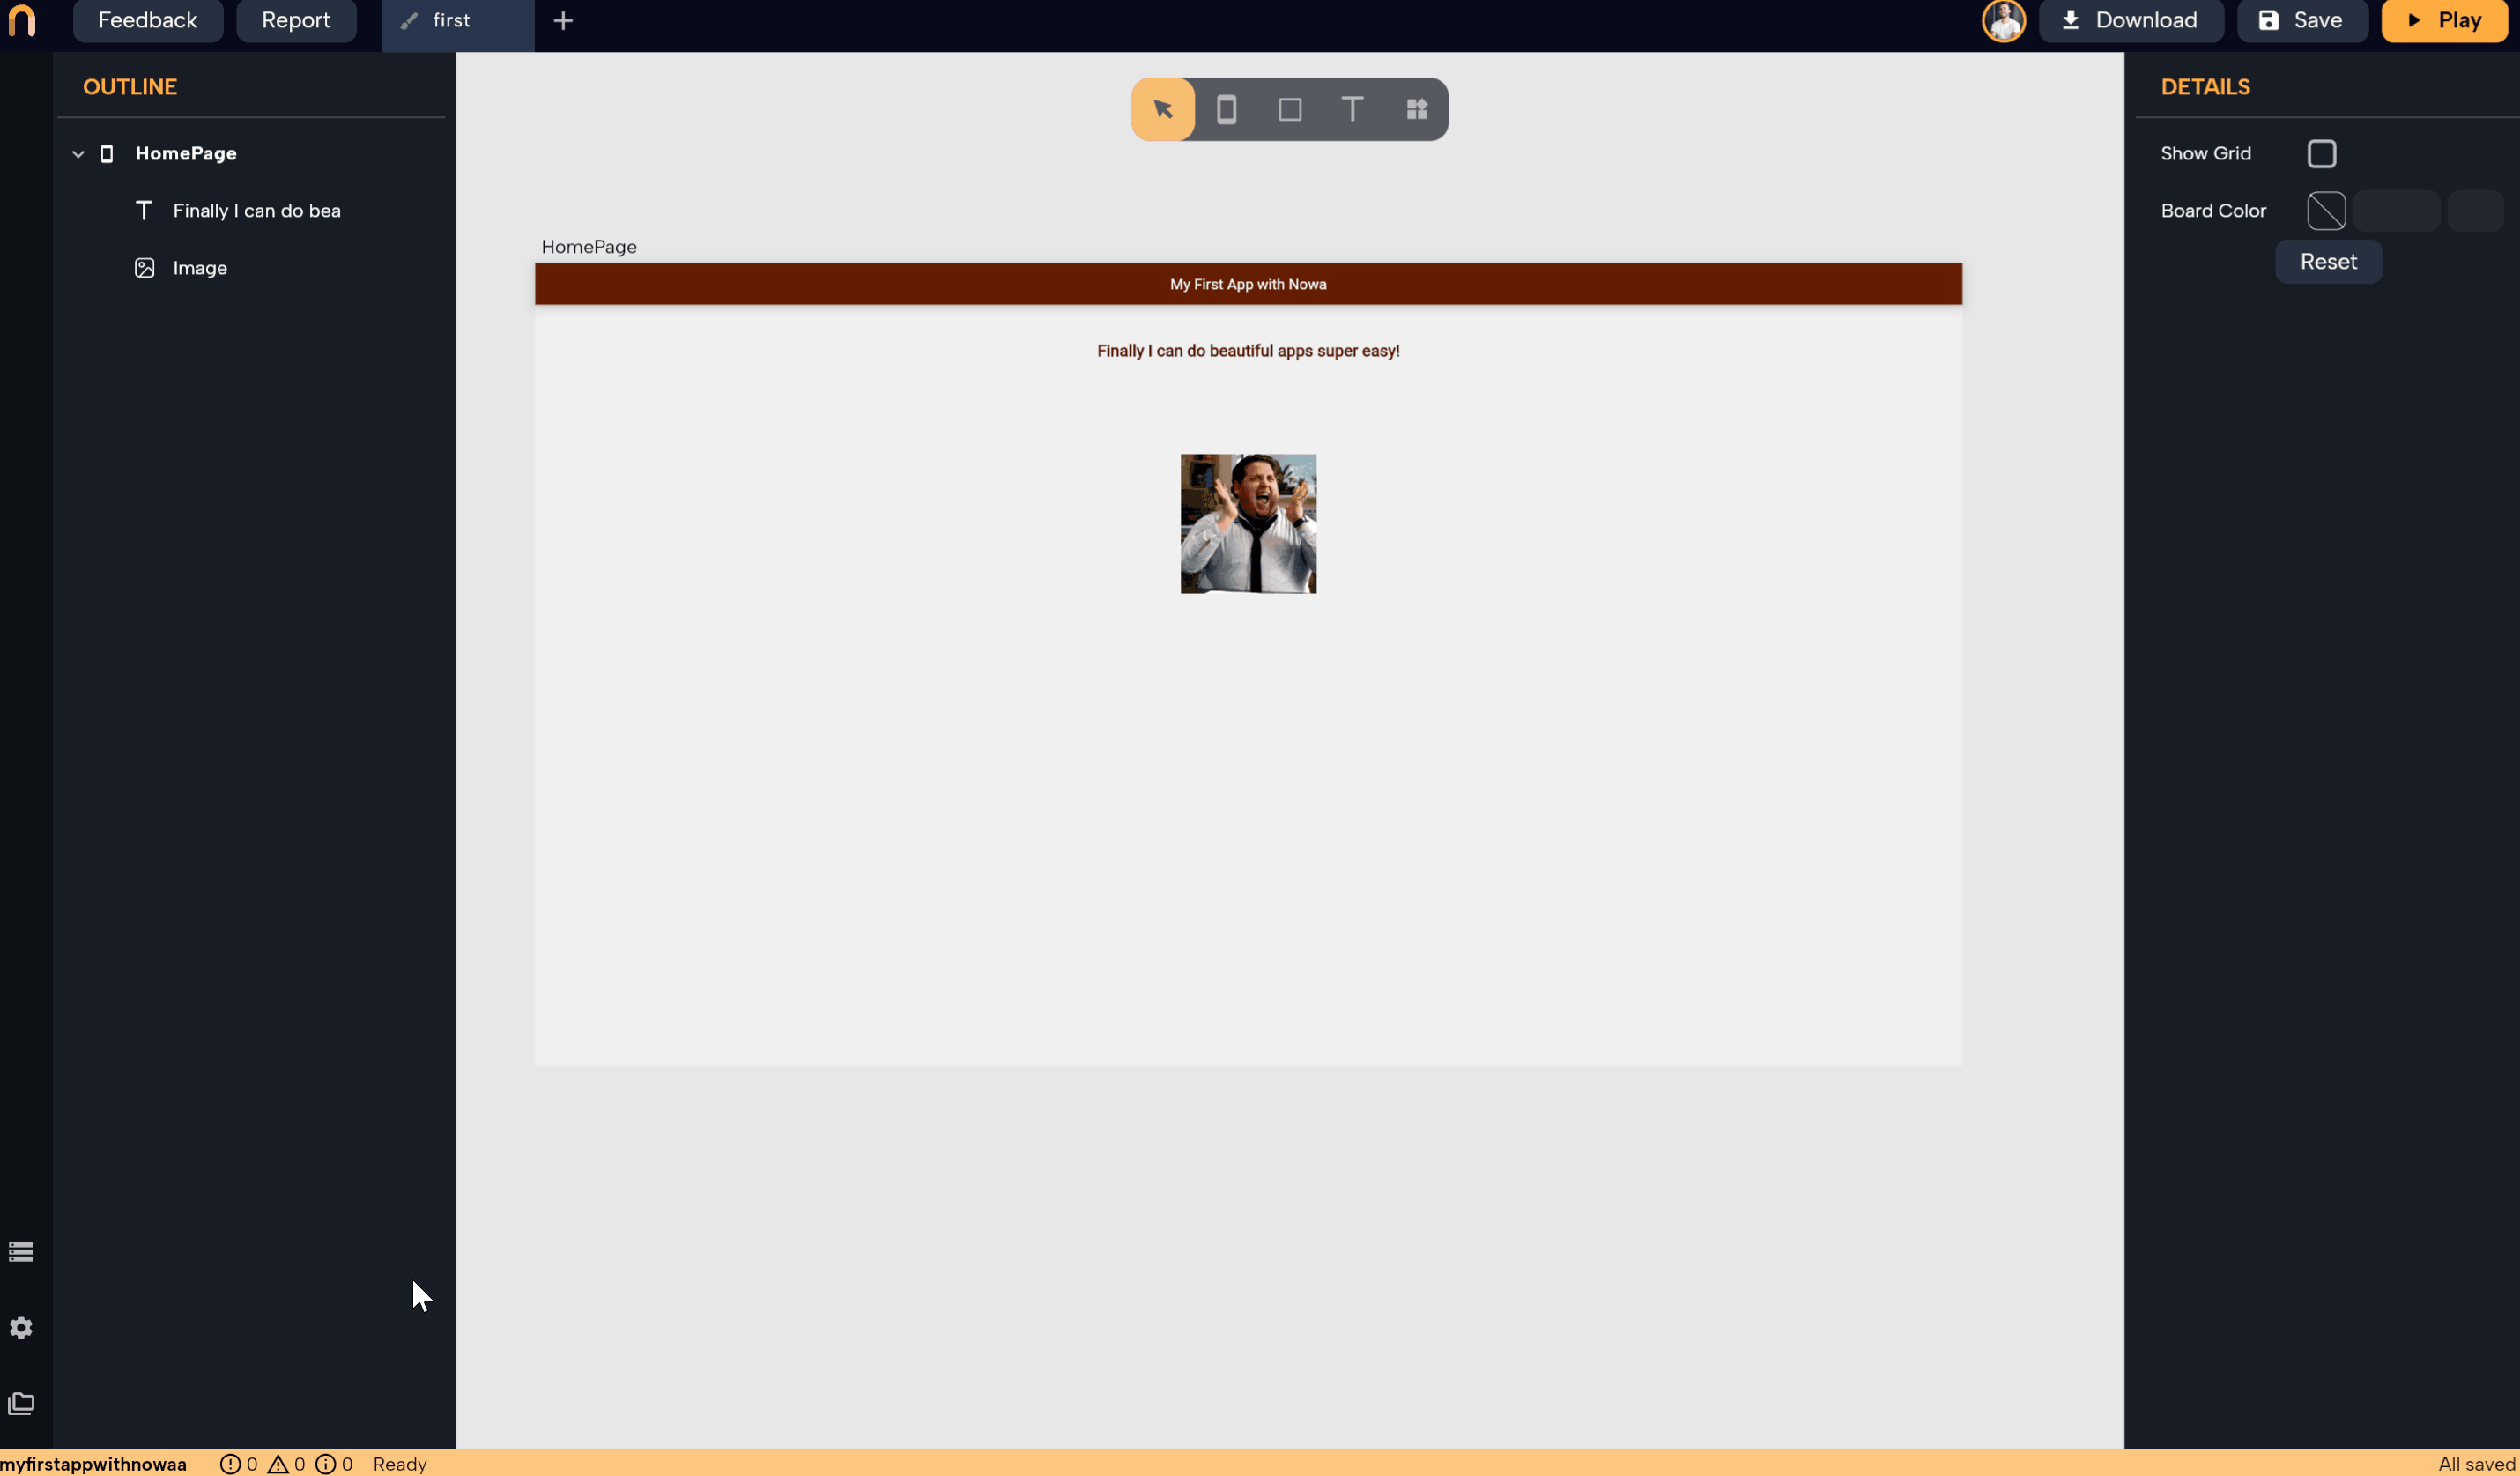 Feedback
Report
first
Download
Save
Play
OUTLINE
HomePage
Finally I can do bea
Image
HomePage
My First App with Nowa
Finally I can do beautiful apps super easy!
DETAILS
Show Grid
Board Color
Reset
myfirstappwithnowaa 0 0 0 Ready
All saved